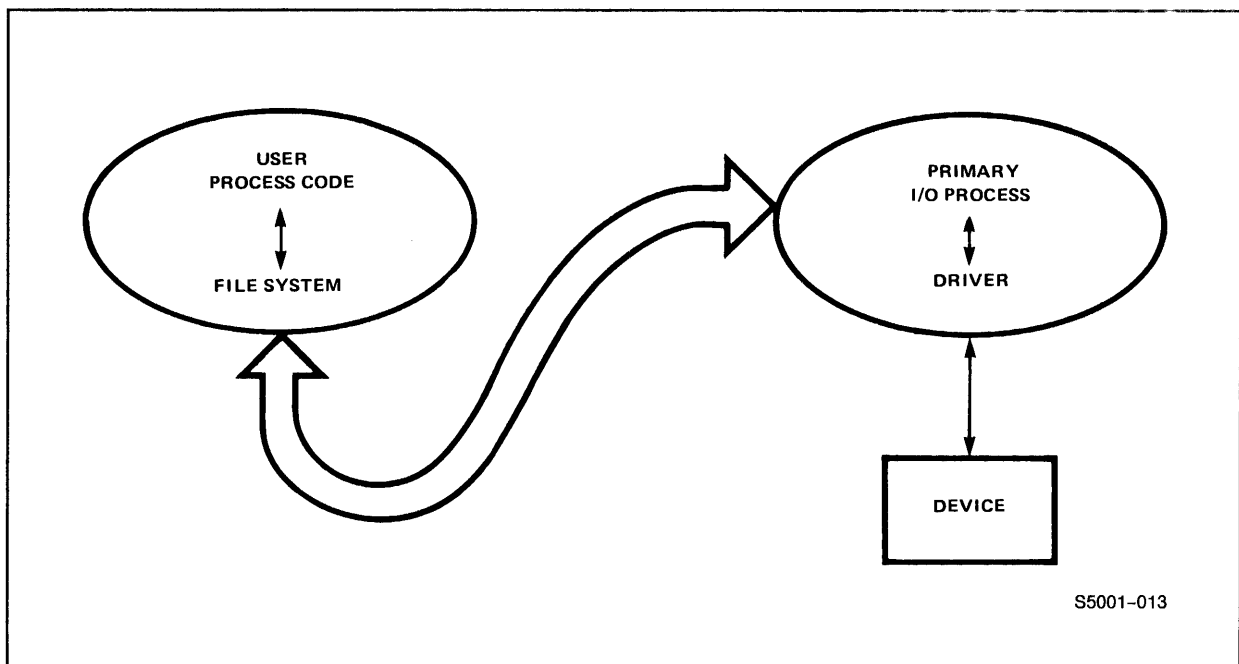 USER
PROCESS CODE
FILE SYSTEM
PRIMARY
I/O PROCESS
DRIVER
DEVICE
S5001-013